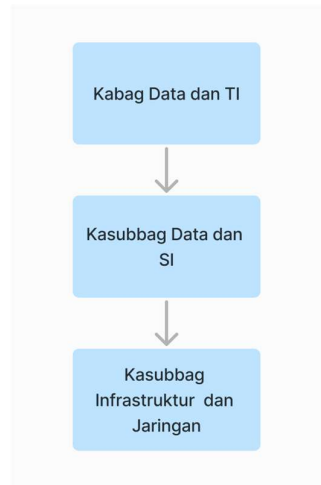 Kabag Data dan TI
Kasubbag Data dan
SI
Kasubbag
Infrastruktur dan
Jaringan